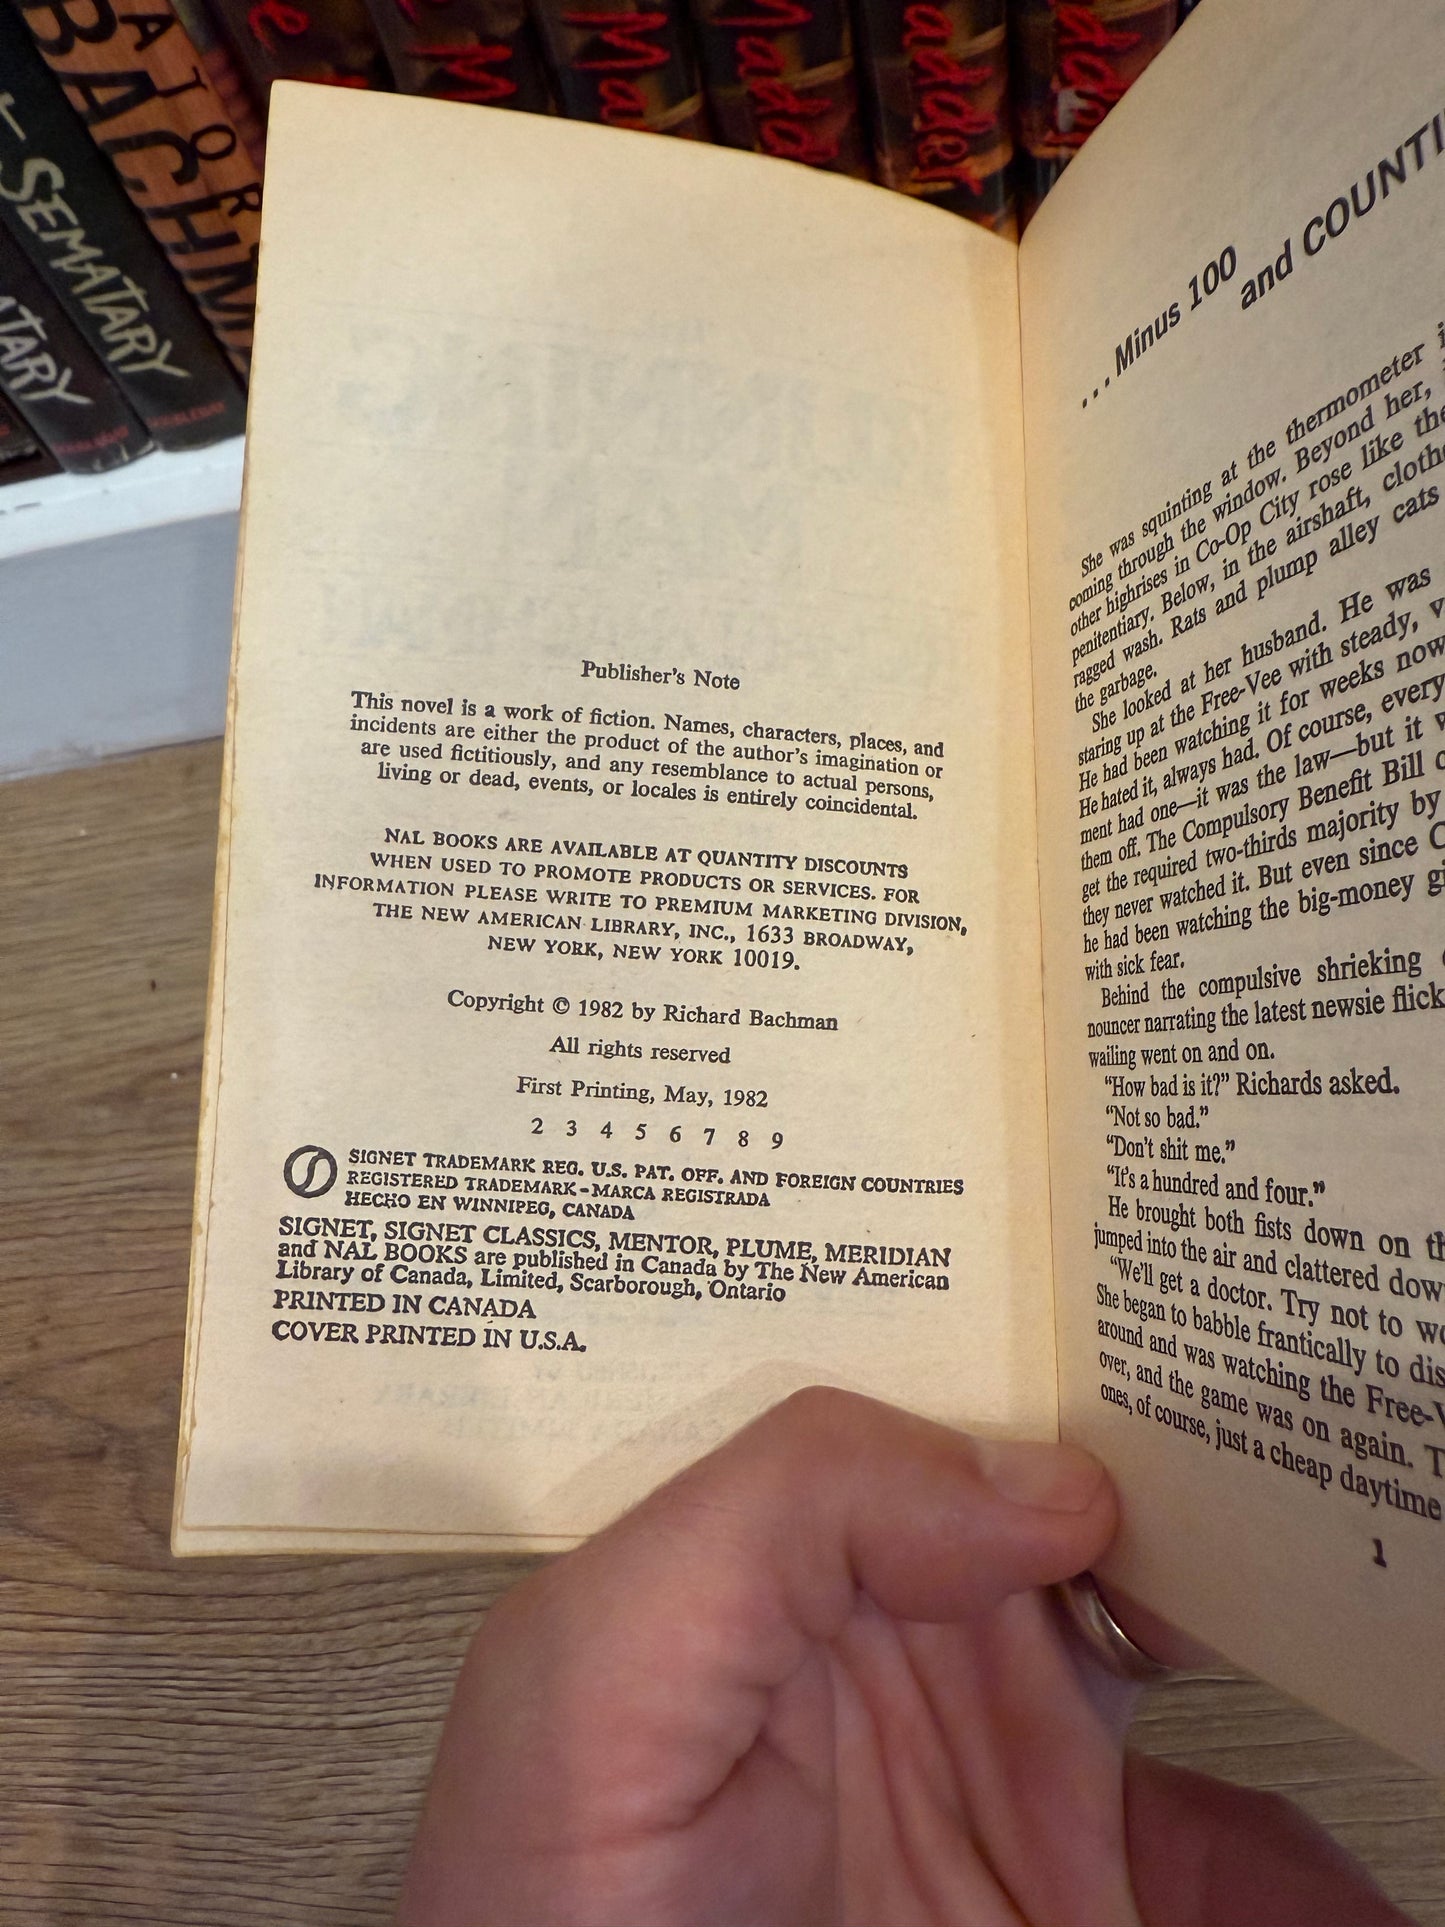 SEMATARY
BACHM
Madder
Publisher's Note
This novel is a work of fiction. Names, characters, places, and
incidents are either the product of the author's imagination or
are used fictitiously, and any resemblance to actual persons,
living or dead, events, or locales is entirely coincidental.
NAL BOOKS ARE AVAILABLE AT QUANTITY DISCOUNTS
WHEN USED TO PROMOTE PRODUCTS OR SERVICES. FOR
INFORMATION PLEASE WRITE TO PREMIUM MARKETING DIVISION,
THE NEW AMERICAN LIBRARY, INC., 1633 BROADWAY,
NEW YORK, NEW YORK 10019.
Copyright © 1982 by Richard Bachman
All rights reserved
First Printing, May, 1982
2 3 4 5 6 7 8 9
SIGNET TRADEMARK REG. U.S. PAT. OFF. AND FOREIGN COUNTRIES
REGISTERED TRADEMARK-MARCA REGISTRADA
HECHO EN WINNIPEG, CANADA
SIGNET, SIGNET CLASSICS, MENTOR, PLUME, MERIDIAN
and NAL BOOKS are published in Canada by The New American
Library of Canada, Limited, Scarborough, Ontario
PRINTED IN CANADA
COVER PRINTED IN U.S.A.
. . . Minus 100
and COUNTI
She was squinting at the thermometer
coming through the window. Beyond her,
other highrises in Co-Op City rose like the
penitentiary. Below, in the airshaft, clothe
ragged wash. Rats and plump alley cats
the garbage.
She looked at her husband. He was
staring up at the Free-Vee with steady, v
He had been watching it for weeks now
He hated it, always had. Of course, every
ment had one—it was the law—but it w
them off. The Compulsory Benefit Bill
get the required two-thirds majority by
they never watched it. But even since C
he had been watching the big-money gi
with sick fear.
Behind the compulsive shrieking
nouncer narrating the latest newsie flick
wailing went on and on.
"How bad is it?" Richards asked.
"Not so bad."
"Don't shit me."
"It's a hundred and four."
He brought both fists down on th
jumped into the air and clattered dow
"We'll get a doctor. Try not to wo
She began to babble frantically to dis
around and was watching the Free-V
over, and the game was on again. T
ones, of course, just a cheap daytime
1